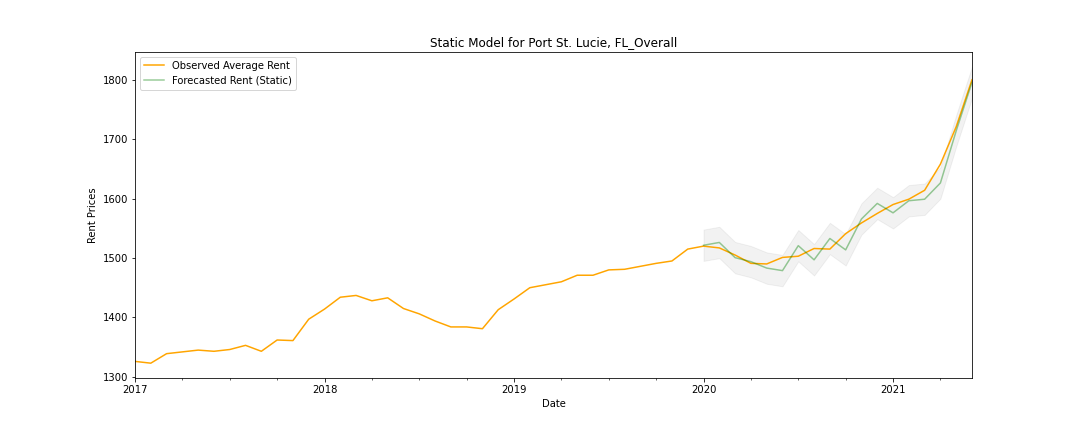 Static Model for Port St. Lucie, FL_Overall
Observed Average Rent
Forecasted Rent (Static)
1800
1700
1600
1500
1400
1300
Rent Prices
2017 2018 2019 2020 2021
Date